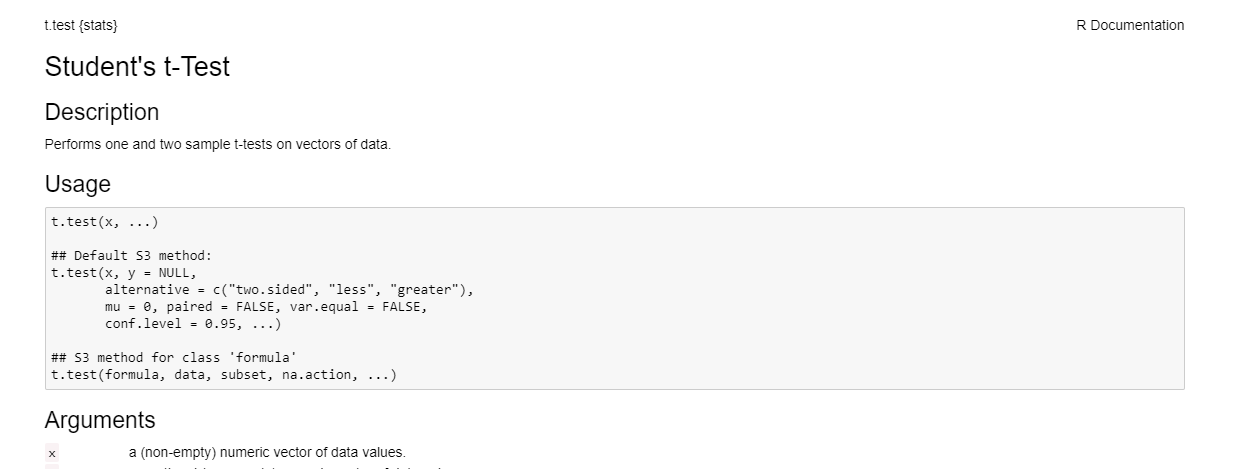 t.test {stats}
R Documentation
Student's t-Test
Description
Performs one and two sample t-tests on vectors of data.
Usage
t.test(x, ...)
## Default S3 method:
t.test(x, y = NULL,
       alternative = c("two.sided", "less", "greater"),
       mu = 0, paired = FALSE, var.equal = FALSE,
       conf.level = 0.95, ...)
## S3 method for class 'formula'
t.test(formula, data, subset, na.action, ...)
Arguments
x a (non-empty) numeric vector of data values.